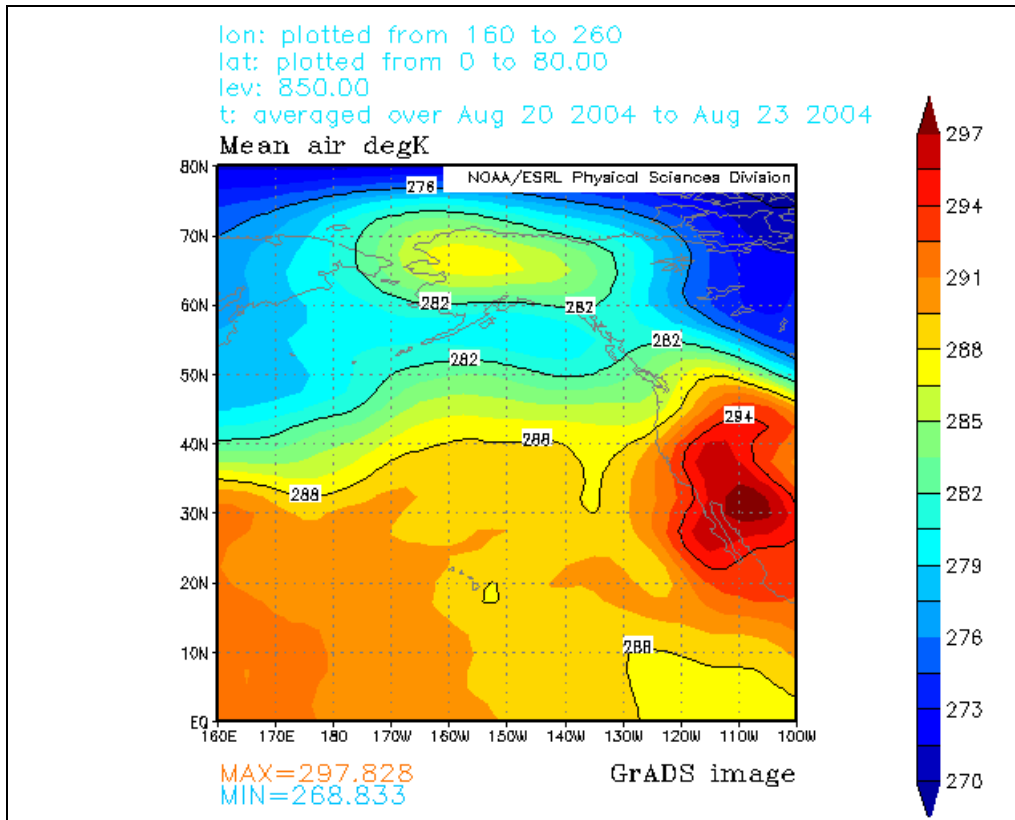 lon: plotted from 160 to 260
lat: plotted from 0 to 80.00
lev: 850.00
t: averaged over Aug 20 2004 to Aug 23 2004
Mean air degK
NOAA/ESRL Physical Sciences Division
80N
70N
60N
50N
40N
30N
20N
10N
EQ
276
282
282
282
282
294
288
288
288
160E 170E 180 170W 160W 150W 140W 130W 120W 110W 100W
297
294
291
288
285
282
279
276
273
270
MAX=297.828
MIN=268.833
GrADS image